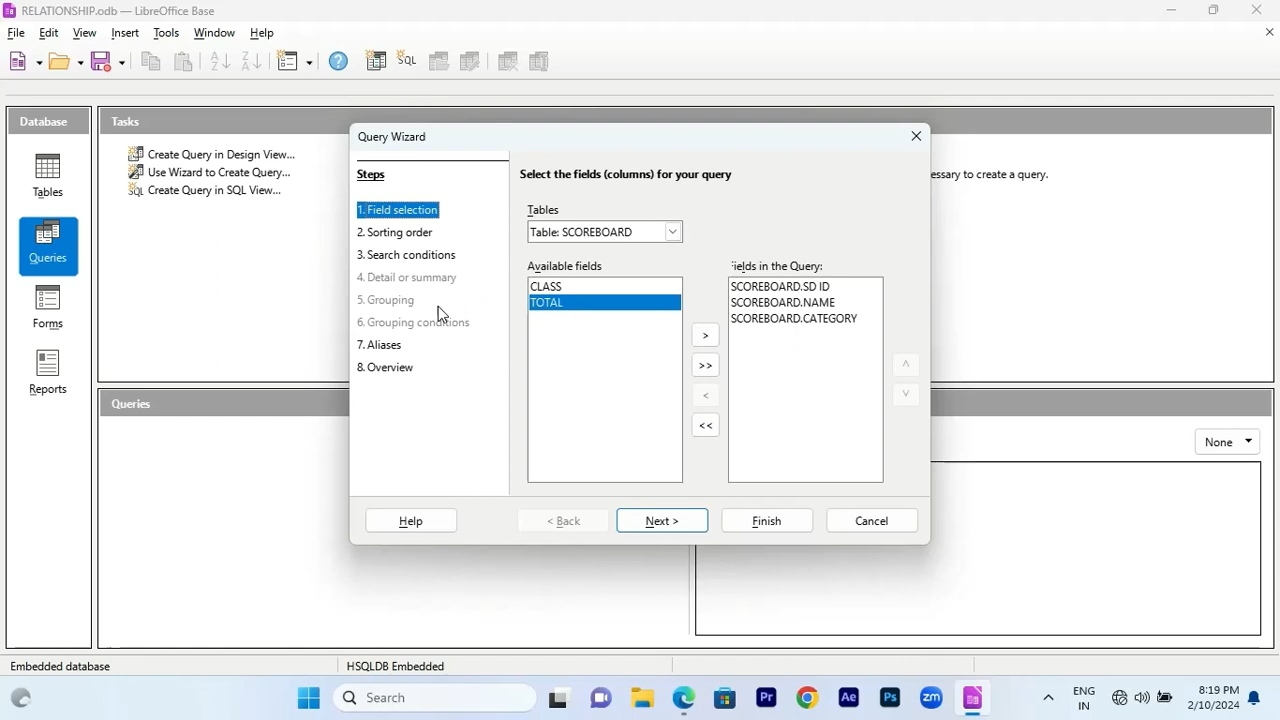 RELATIONSHIP.odb — LibreOffice Base
File Edit View Insert Tools Window Help
Database
Tables
Queries
Forms
Reports
Tasks
Create Query in Design View...
Use Wizard to Create Query...
Create Query in SQL View...
essary to create a query.
Queries
None
Query Wizard
Steps
1. Field selection
2. Sorting order
3. Search conditions
4. Detail or summary
5. Grouping
6. Grouping conditions
7. Aliases
8. Overview
Select the fields (columns) for your query
Tables
Table: SCOREBOARD
Available fields
CLASS
TOTAL
>
>>
<
<<
Fields in the Query:
SCOREBOARD.SD ID
SCOREBOARD.NAME
SCOREBOARD.CATEGORY
Help
< Back
Next >
Finish
Cancel
Embedded database
HSQLDB Embedded
Search
ENG
IN
8:19 PM
2/10/2024